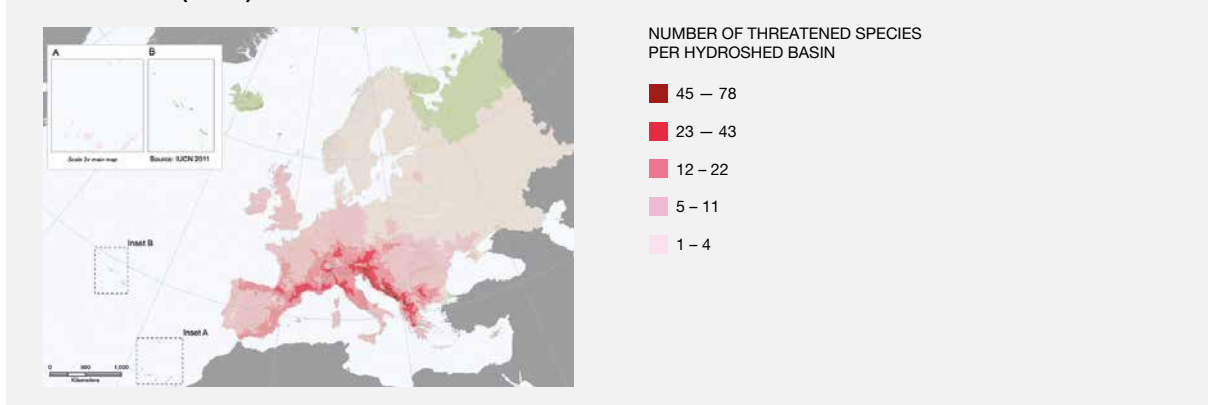 NUMBER OF THREATENED SPECIES
PER HYDROSHED BASIN
45 — 78
23 — 43
12 – 22
5 – 11
1 – 4
A
B
Scale 2x main map
Source: IUCN 2011
Inset B
Inset A
0 500 1,000
Kilometers